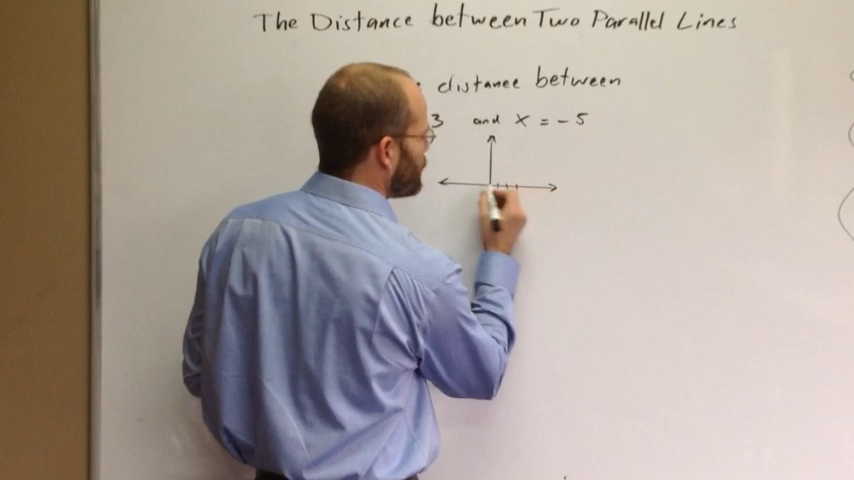 The Distance between Two Parallel Lines
distance between
3 and x = - 5